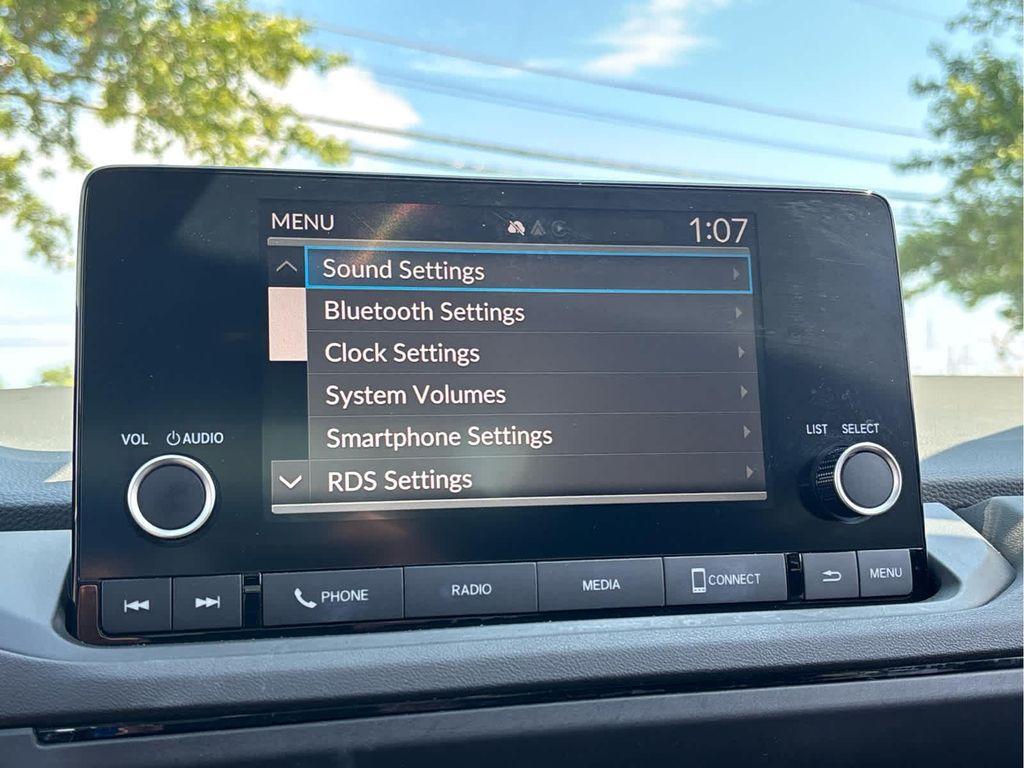 MENU 1:07
Sound Settings
Bluetooth Settings
Clock Settings
System Volumes
Smartphone Settings
RDS Settings
VOL AUDIO
LIST SELECT
PHONE RADIO MEDIA CONNECT MENU